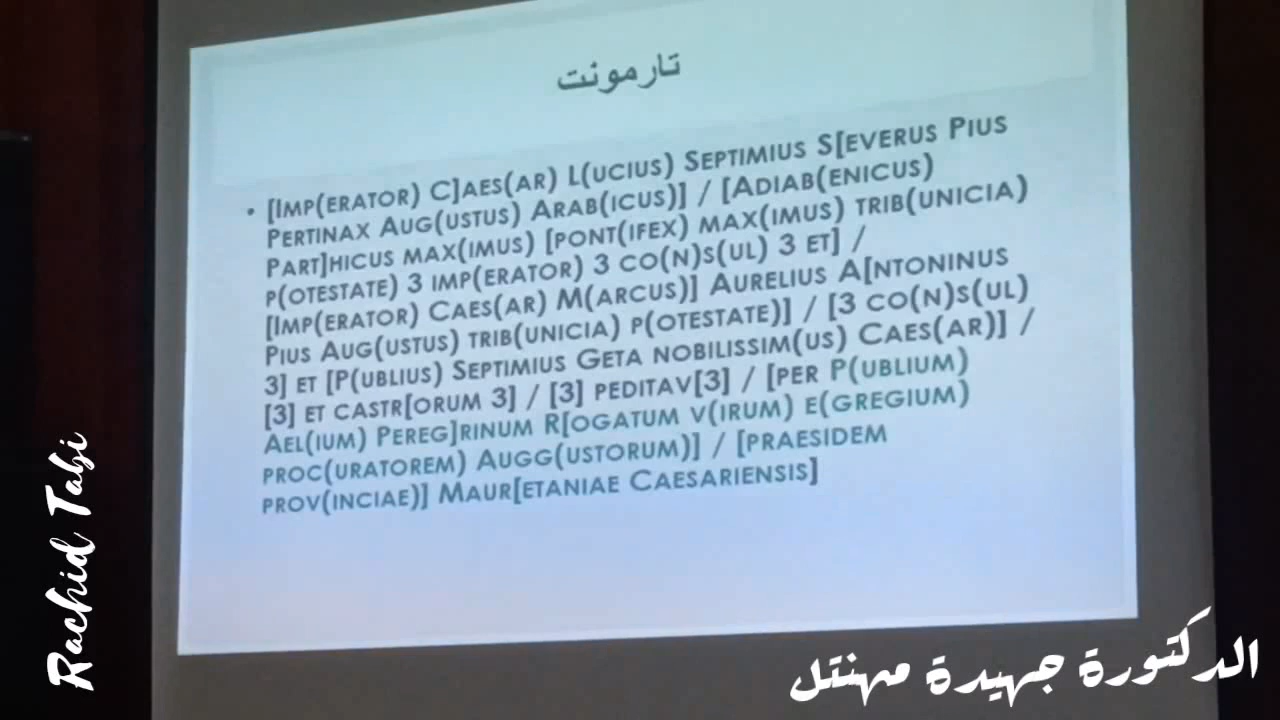 تارمونت
• [Imp(erator) C]aes(ar) L(ucius) Septimius S[everus Pius
Pertinax Aug(ustus) Arab(icus)] / [Adiab(enicus)
Part]hicus max(imus) [pont(ifex) max(imus) trib(unicia)
p(otestate) 3 imp(erator) 3 co(n)s(ul) 3 et] /
[Imp(erator) Caes(ar) M(arcus)] Aurelius A[ntoninus
Pius Aug(ustus) trib(unicia) p(otestate)] / [3 co(n)s(ul)
3] et [P(ublius) Septimius Geta nobilissim(us) Caes(ar)] /
[3] et castr[orum 3] / [3] peditav[3] / [per P(ublium)
Ael(ium) Pereg]rinum R[ogatum v(irum) e(gregium)
proc(uratorem) Augg(ustorum)] / [praesidem
prov(inciae)] Maur[etaniae Caesariensis]
Rachid Tabi
الدكتورة جهيدة مهنتل